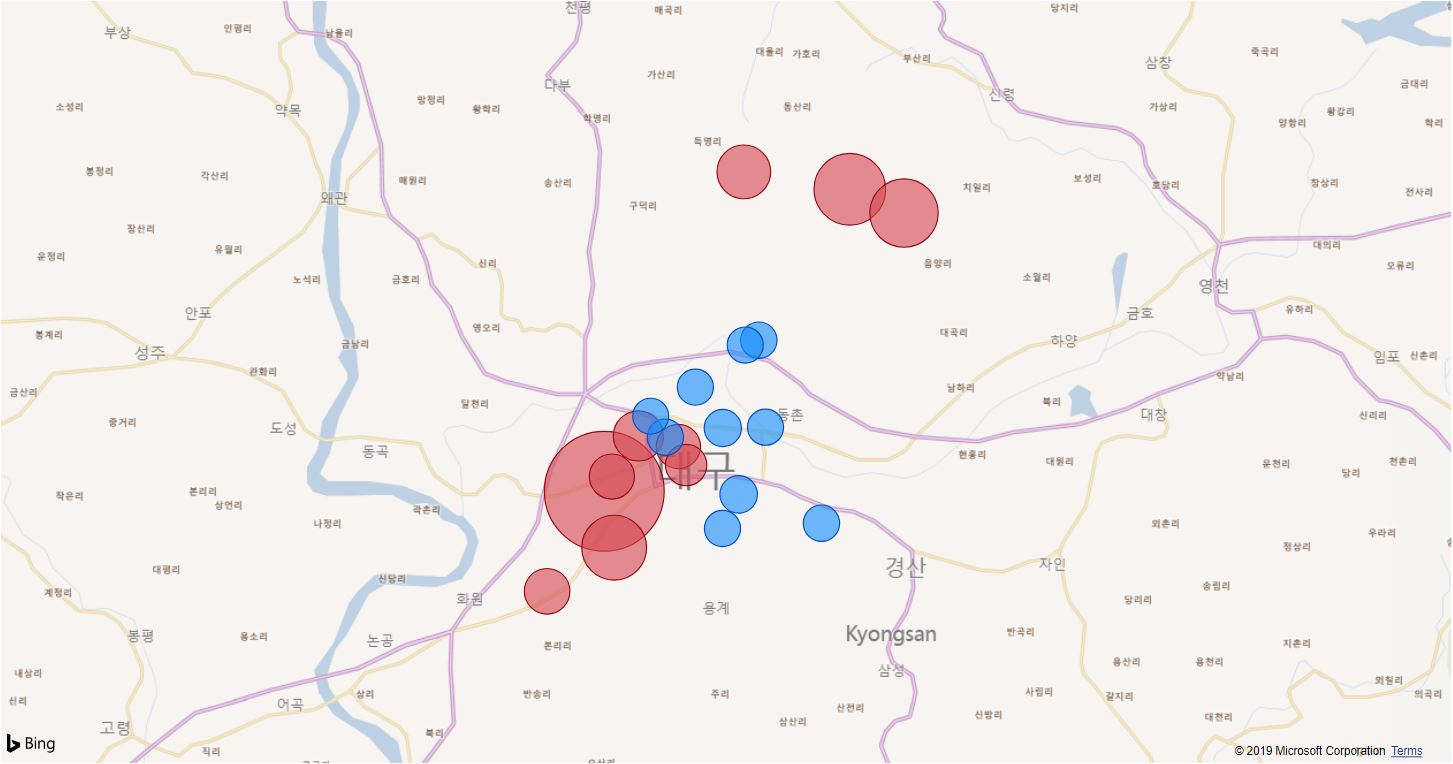 천평
매곡리
당지리
부상
인평리
남율리
대율리
가호리
부산리
삼창
죽곡리
다부
가산리
신령
금대리
소성리
약목
망정리
황학리
학명리
동산리
가상리
양항리
황강리
학리
득명리
봉정리
각산리
왜관
매원리
송산리
구덕리
치일리
보성리
호당리
창상리
전사리
장산리
운정리
유월리
노석리
금호리
신리
음양리
소월리
대의리
오류리
영천
안포
봉계리
성주
금남리
영오리
대곡리
하양
금호
유하리
임포
신촌리
금산리
관화리
달천리
남하리
북리
약남리
중거리
도성
동곡
동촌
대창
신리리
대구
현흥리
대원리
운천리
당리
천촌리
작은리
본리리
상언리
나정리
곽촌리
외촌리
정상리
우라리
대평리
계정리
신당리
화원
경산
자인
송림리
당리리
봉평
용소리
논공
본리리
용계
Kyongsan
반곡리
지촌리
내상리
신리
상리
반송리
주리
삼성
사림리
용산리
용천리
갈지리
외칠리
의곡리
고령
어곡
북리
삼산리
산전리
신방리
대천리
직리
Bing
© 2019 Microsoft Corporation Terms